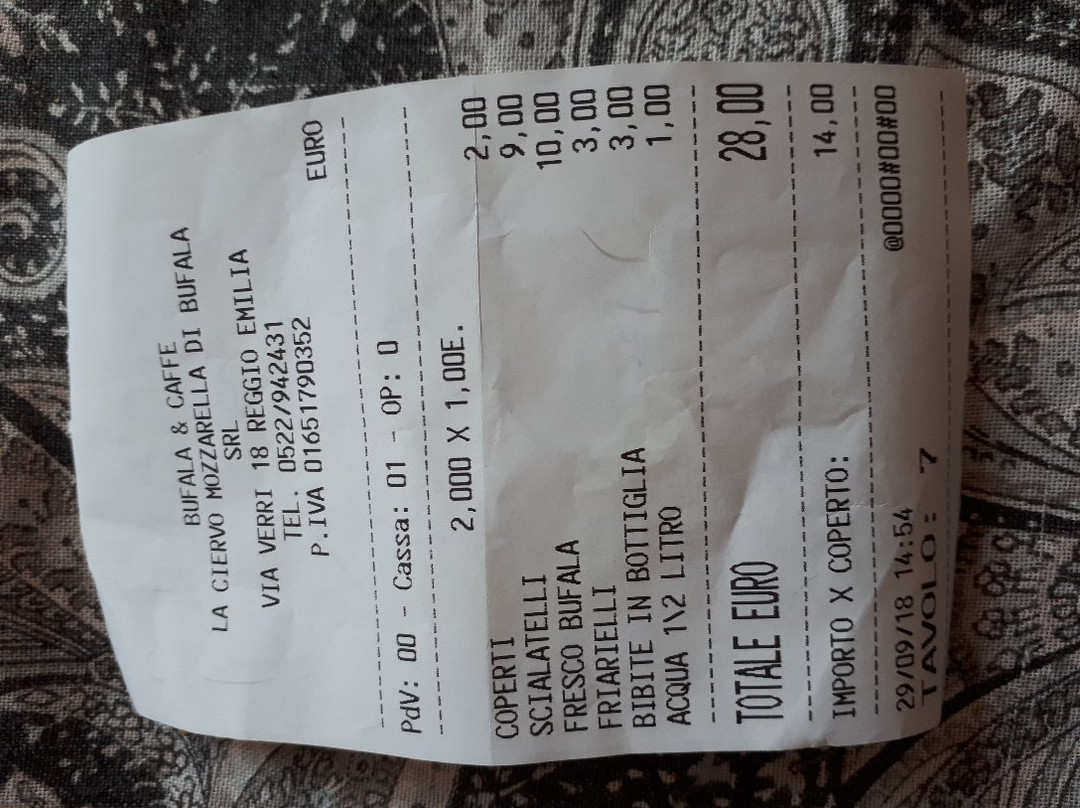 BUFALA & CAFFE
LA CIERVO MOZZARELLA DI BUFALA
SRL
VIA VERRI 18 REGGIO EMILIA
TEL. 0522/942431
P.IVA 01651790352
EURO
PdV: 00 - Cassa: 01 - OP: 0
2,000 X 1,00E.
COPERTI 2,00
SCIALATELLI 9,00
FRESCO BUFALA 10,00
FRIARIELLI 3,00
BIBITE IN BOTTIGLIA 3,00
ACQUA 1\2 LITRO 1,00
TOTALE EURO 28,00
IMPORTO X COPERTO: 14,00
@0000#00#00
29/09/18 14:54
TAVOLO: 7